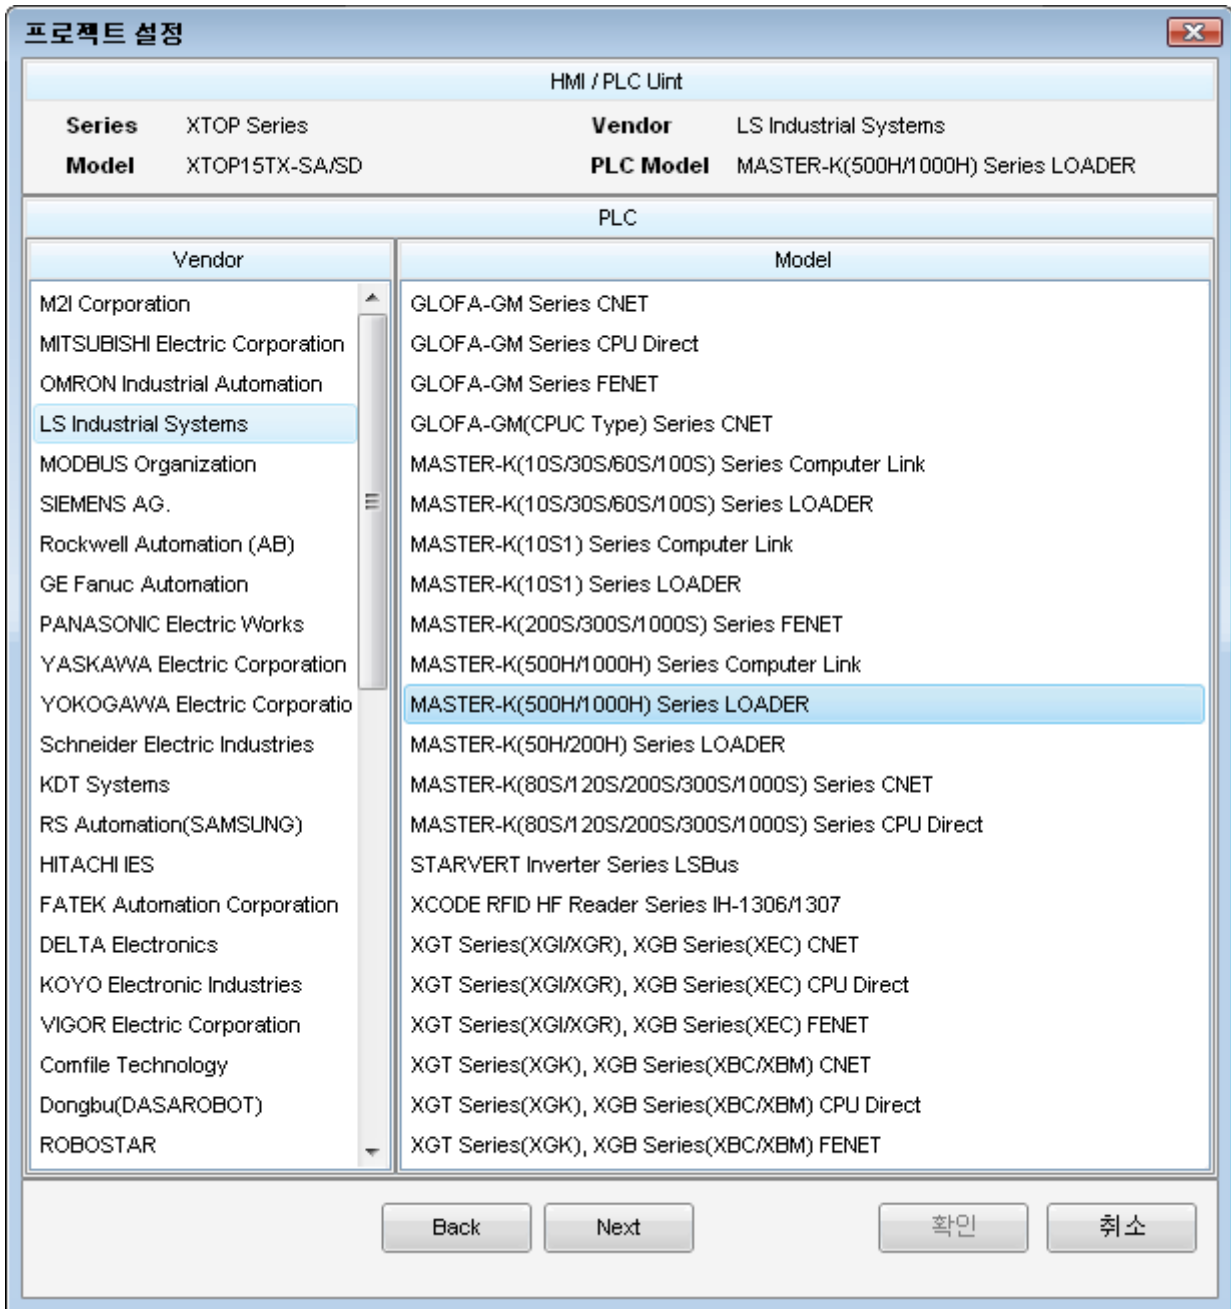 프로젝트 설정
HMI / PLC Uint
Series XTOP Series Vendor LS Industrial Systems
Model XTOP15TX-SA/SD PLC Model MASTER-K(500H/1000H) Series LOADER
PLC
Vendor
M2I Corporation
MITSUBISHI Electric Corporation
OMRON Industrial Automation
LS Industrial Systems
MODBUS Organization
SIEMENS AG.
Rockwell Automation (AB)
GE Fanuc Automation
PANASONIC Electric Works
YASKAWA Electric Corporation
YOKOGAWA Electric Corporatio
Schneider Electric Industries
KDT Systems
RS Automation(SAMSUNG)
HITACHI IES
FATEK Automation Corporation
DELTA Electronics
KOYO Electronic Industries
VIGOR Electric Corporation
Comfile Technology
Dongbu(DASAROBOT)
ROBOSTAR
Model
GLOFA-GM Series CNET
GLOFA-GM Series CPU Direct
GLOFA-GM Series FENET
GLOFA-GM(CPUC Type) Series CNET
MASTER-K(10S/30S/60S/100S) Series Computer Link
MASTER-K(10S/30S/60S/100S) Series LOADER
MASTER-K(10S1) Series Computer Link
MASTER-K(10S1) Series LOADER
MASTER-K(200S/300S/1000S) Series FENET
MASTER-K(500H/1000H) Series Computer Link
MASTER-K(500H/1000H) Series LOADER
MASTER-K(50H/200H) Series LOADER
MASTER-K(80S/120S/200S/300S/1000S) Series CNET
MASTER-K(80S/120S/200S/300S/1000S) Series CPU Direct
STARVERT Inverter Series LSBus
XCODE RFID HF Reader Series IH-1306/1307
XGT Series(XGI/XGR), XGB Series(XEC) CNET
XGT Series(XGI/XGR), XGB Series(XEC) CPU Direct
XGT Series(XGI/XGR), XGB Series(XEC) FENET
XGT Series(XGK), XGB Series(XBC/XBM) CNET
XGT Series(XGK), XGB Series(XBC/XBM) CPU Direct
XGT Series(XGK), XGB Series(XBC/XBM) FENET
Back Next 확인 취소